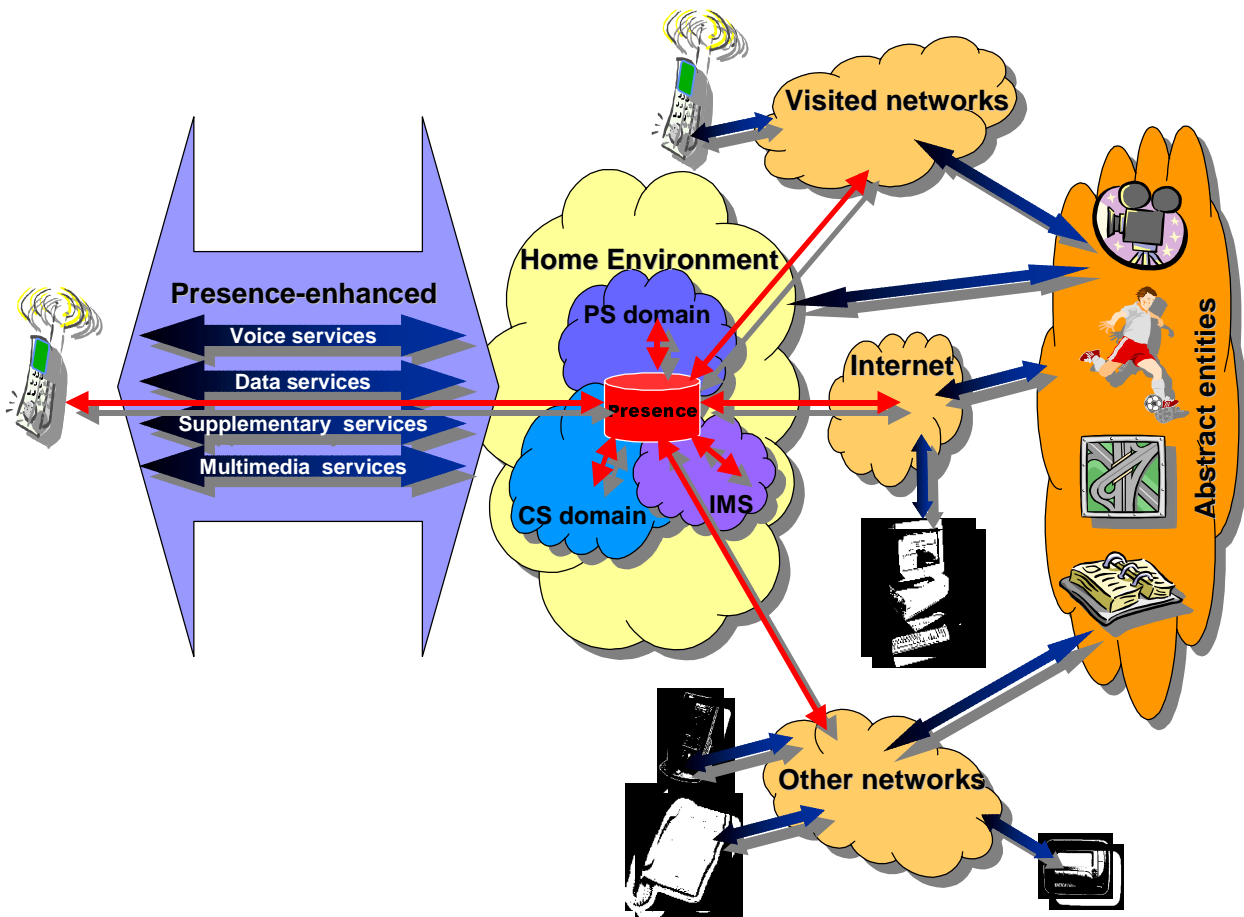 Visited networks
Home Environment
Presence-enhanced
PS domain
Voice services
Internet
Data services
Presence
Supplementary services
Multimedia services
IMS
CS domain
Abstract entities
Other networks